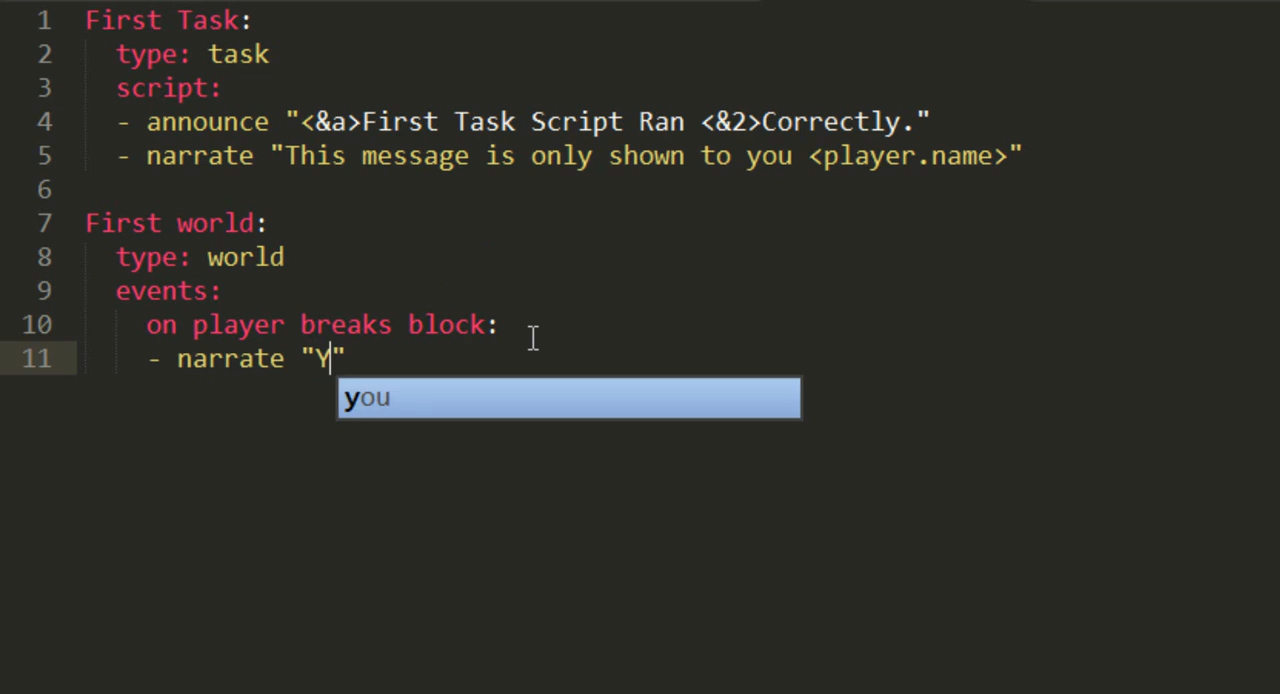 1 First Task:
2 type: task
3 script:
4 - announce "<&a>First Task Script Ran <&2>Correctly."
5 - narrate "This message is only shown to you <player.name>"
6
7 First world:
8 type: world
9 events:
10 on player breaks block:
11 - narrate "Y"
you